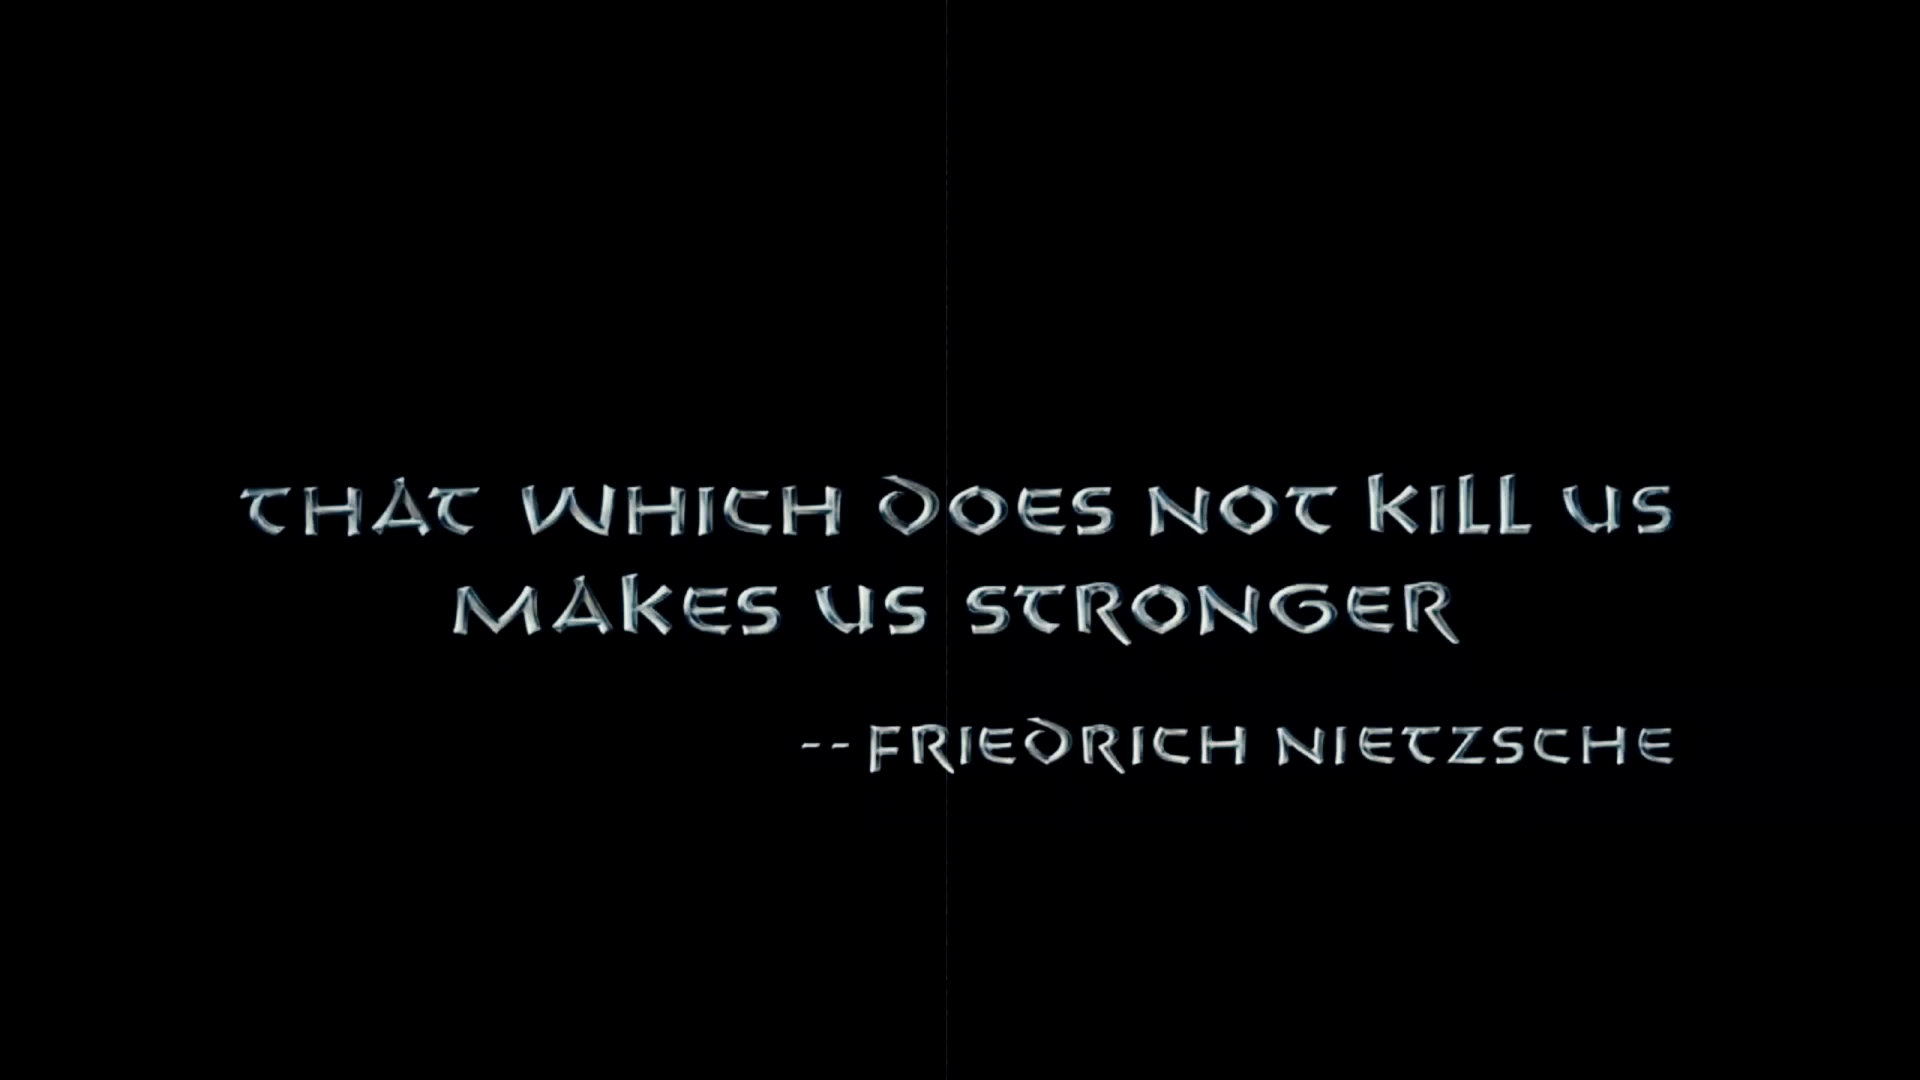 THAT WHICH DOES NOT KILL US
MAKES US STRONGER
--FRIEDRICH NIETZSCHE